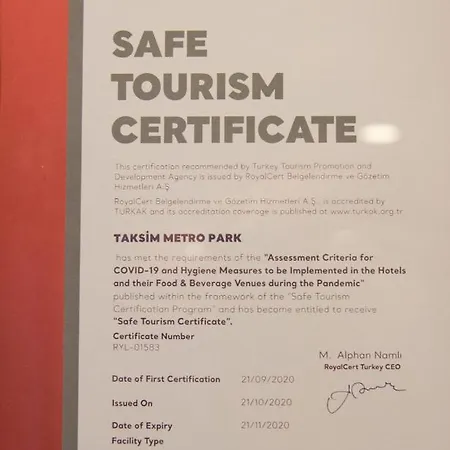 SAFE
TOURISM
CERTIFICATE
This certification recommended by Turkey Tourism Promotion and
Development Agency is issued by RoyalCert Belgelendirme ve Gözetim
Hizmetleri A.Ş.
RoyalCert Belgelendirme ve Gözetim Hizmetleri A.Ş., is accredited by
TURKAK and its accreditation coverage is published at www.turkak.org.tr
TAKSİM METRO PARK
has met the requirements of the "Assessment Criteria for
COVID-19 and Hygiene Measures to be Implemented in the Hotels
and their Food & Beverage Venues during the Pandemic"
published within the framework of the "Safe Tourism
Certification Program" and has become entitled to receive
"Safe Tourism Certificate".
Certificate Number
RYL-01583
M. Alphan Namlı
RoyalCert Turkey CEO
Date of First Certification 21/09/2020
Issued On 21/10/2020
Date of Expiry 21/11/2020
Facility Type